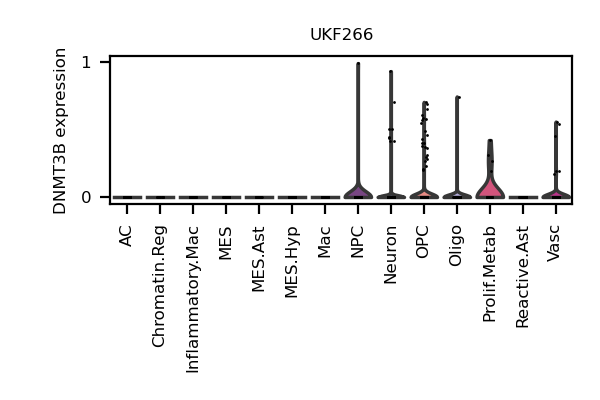 UKF266
DNMT3B expression
1
0
AC
Chromatin.Reg
Inflammatory.Mac
MES
MES.Ast
MES.Hyp
Mac
NPC
Neuron
OPC
Oligo
Prolif.Metab
Reactive.Ast
Vasc